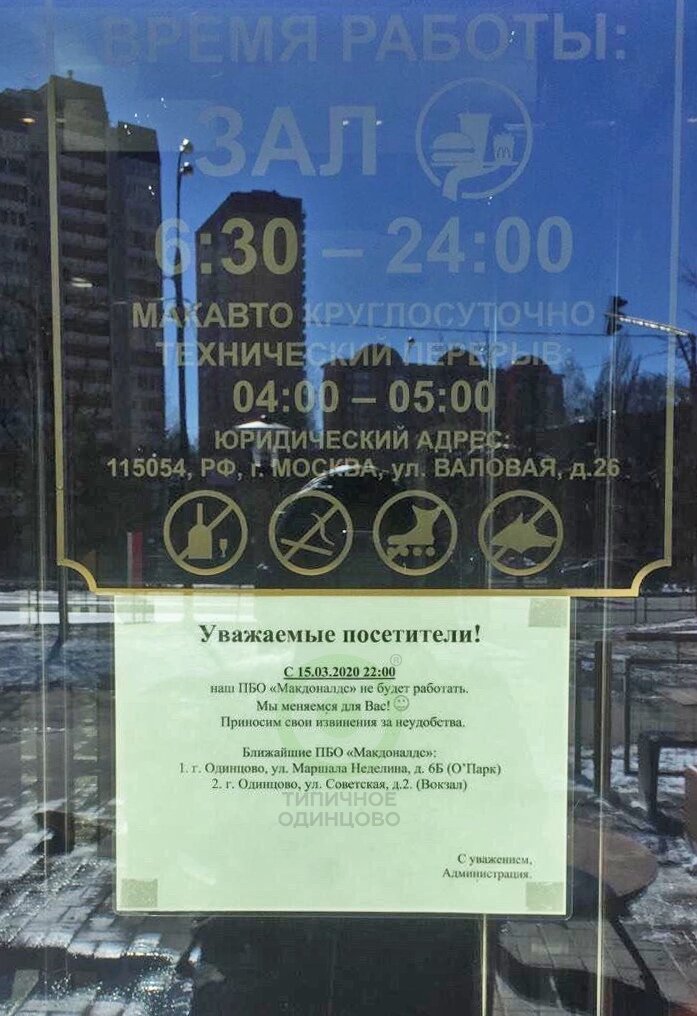 ВРЕМЯ РАБОТЫ:
ЗАЛ
6:30 – 24:00
МАКАВТО КРУГЛОСУТОЧНО
ТЕХНИЧЕСКИЙ ПЕРЕРЫВ
04:00 – 05:00
ЮРИДИЧЕСКИЙ АДРЕС:
115054, РФ, г. МОСКВА, ул. ВАЛОВАЯ, д.26
Уважаемые посетители!
С 15.03.2020 22:00
наш ПБО «Макдоналдс» не будет работать.
Мы меняемся для Вас! ☺
Приносим свои извинения за неудобства.
Ближайшие ПБО «Макдоналдс»:
1. г. Одинцово, ул. Маршала Неделина, д. 6Б (О’Парк)
2. г. Одинцово, ул. Советская, д.2. (Вокзал)
ТИПИЧНОЕ
ОДИНЦОВО
С уважением,
Администрация.